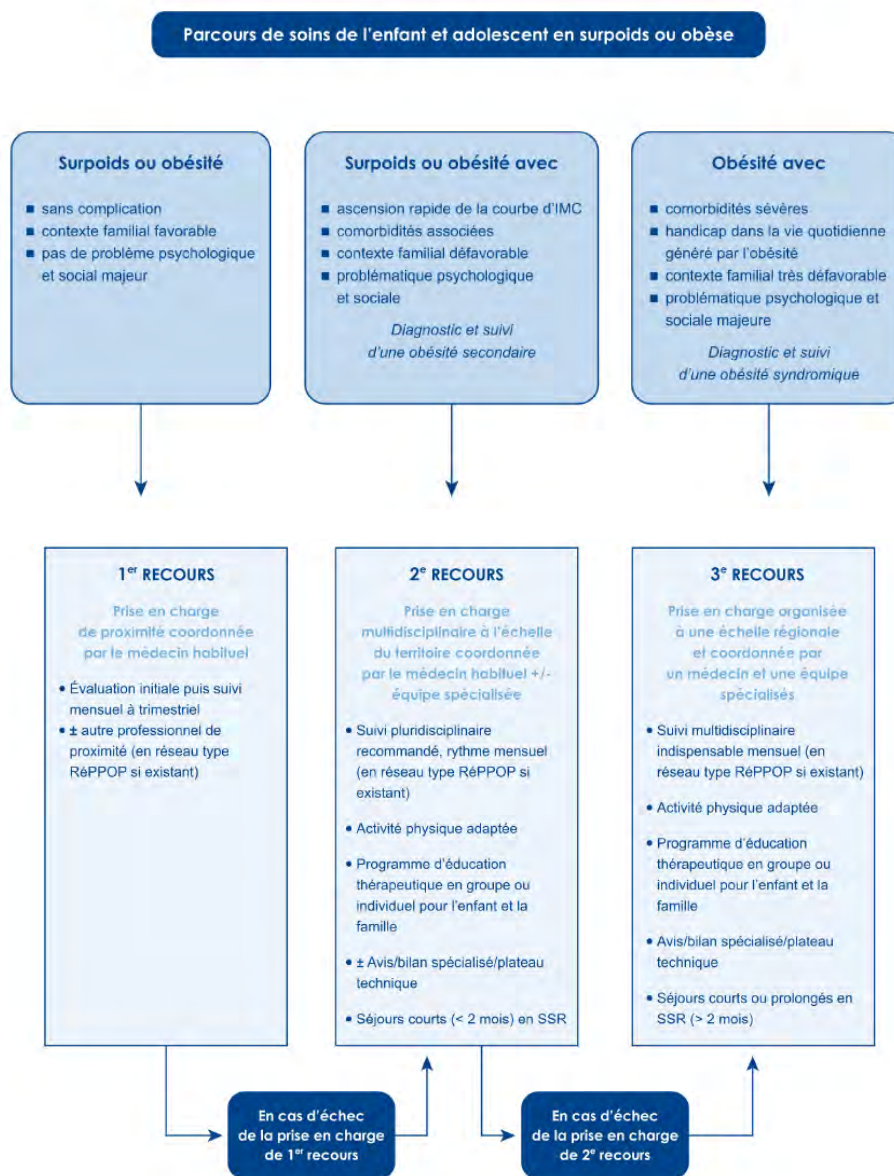 Parcours de soins de l'enfant et adolescent en surpoids ou obèse
Surpoids ou obésité
■ sans complication
■ contexte familial favorable
■ pas de problème psychologique
et social majeur
Surpoids ou obésité avec
■ ascension rapide de la courbe d'IMC
■ comorbidités associées
■ contexte familial défavorable
■ problématique psychologique
et sociale
Diagnostic et suivi
d'une obésité secondaire
Obésité avec
■ comorbidités sévères
■ handicap dans la vie quotidienne
généré par l'obésité
■ contexte familial très défavorable
■ problématique psychologique et
sociale majeure
Diagnostic et suivi
d'une obésité syndromique
1er RECOURS
Prise en charge
de proximité coordonnée
par le médecin habituel
• Évaluation initiale puis suivi
mensuel à trimestriel
• ± autre professionnel de
proximité (en réseau type
RéPPOP si existant)
2e RECOURS
Prise en charge
multidisciplinaire à l'échelle
du territoire coordonnée
par le médecin habituel +/-
équipe spécialisée
• Suivi pluridisciplinaire
recommandé, rythme mensuel
(en réseau type RéPPOP si
existant)
• Activité physique adaptée
• Programme d'éducation
thérapeutique en groupe ou
individuel pour l'enfant et la
famille
• ± Avis/bilan spécialisé/plateau
technique
• Séjours courts (< 2 mois) en SSR
3e RECOURS
Prise en charge organisée
à une échelle régionale
et coordonnée par
un médecin et une équipe
spécialisés
• Suivi multidisciplinaire
indispensable mensuel (en
réseau type RéPPOP si existant)
• Activité physique adaptée
• Programme d'éducation
thérapeutique en groupe ou
individuel pour l'enfant et la
famille
• Avis/bilan spécialisé/plateau
technique
• Séjours courts ou prolongés en
SSR (> 2 mois)
En cas d'échec
de la prise en charge
de 1er recours
En cas d'échec
de la prise en charge
de 2e recours